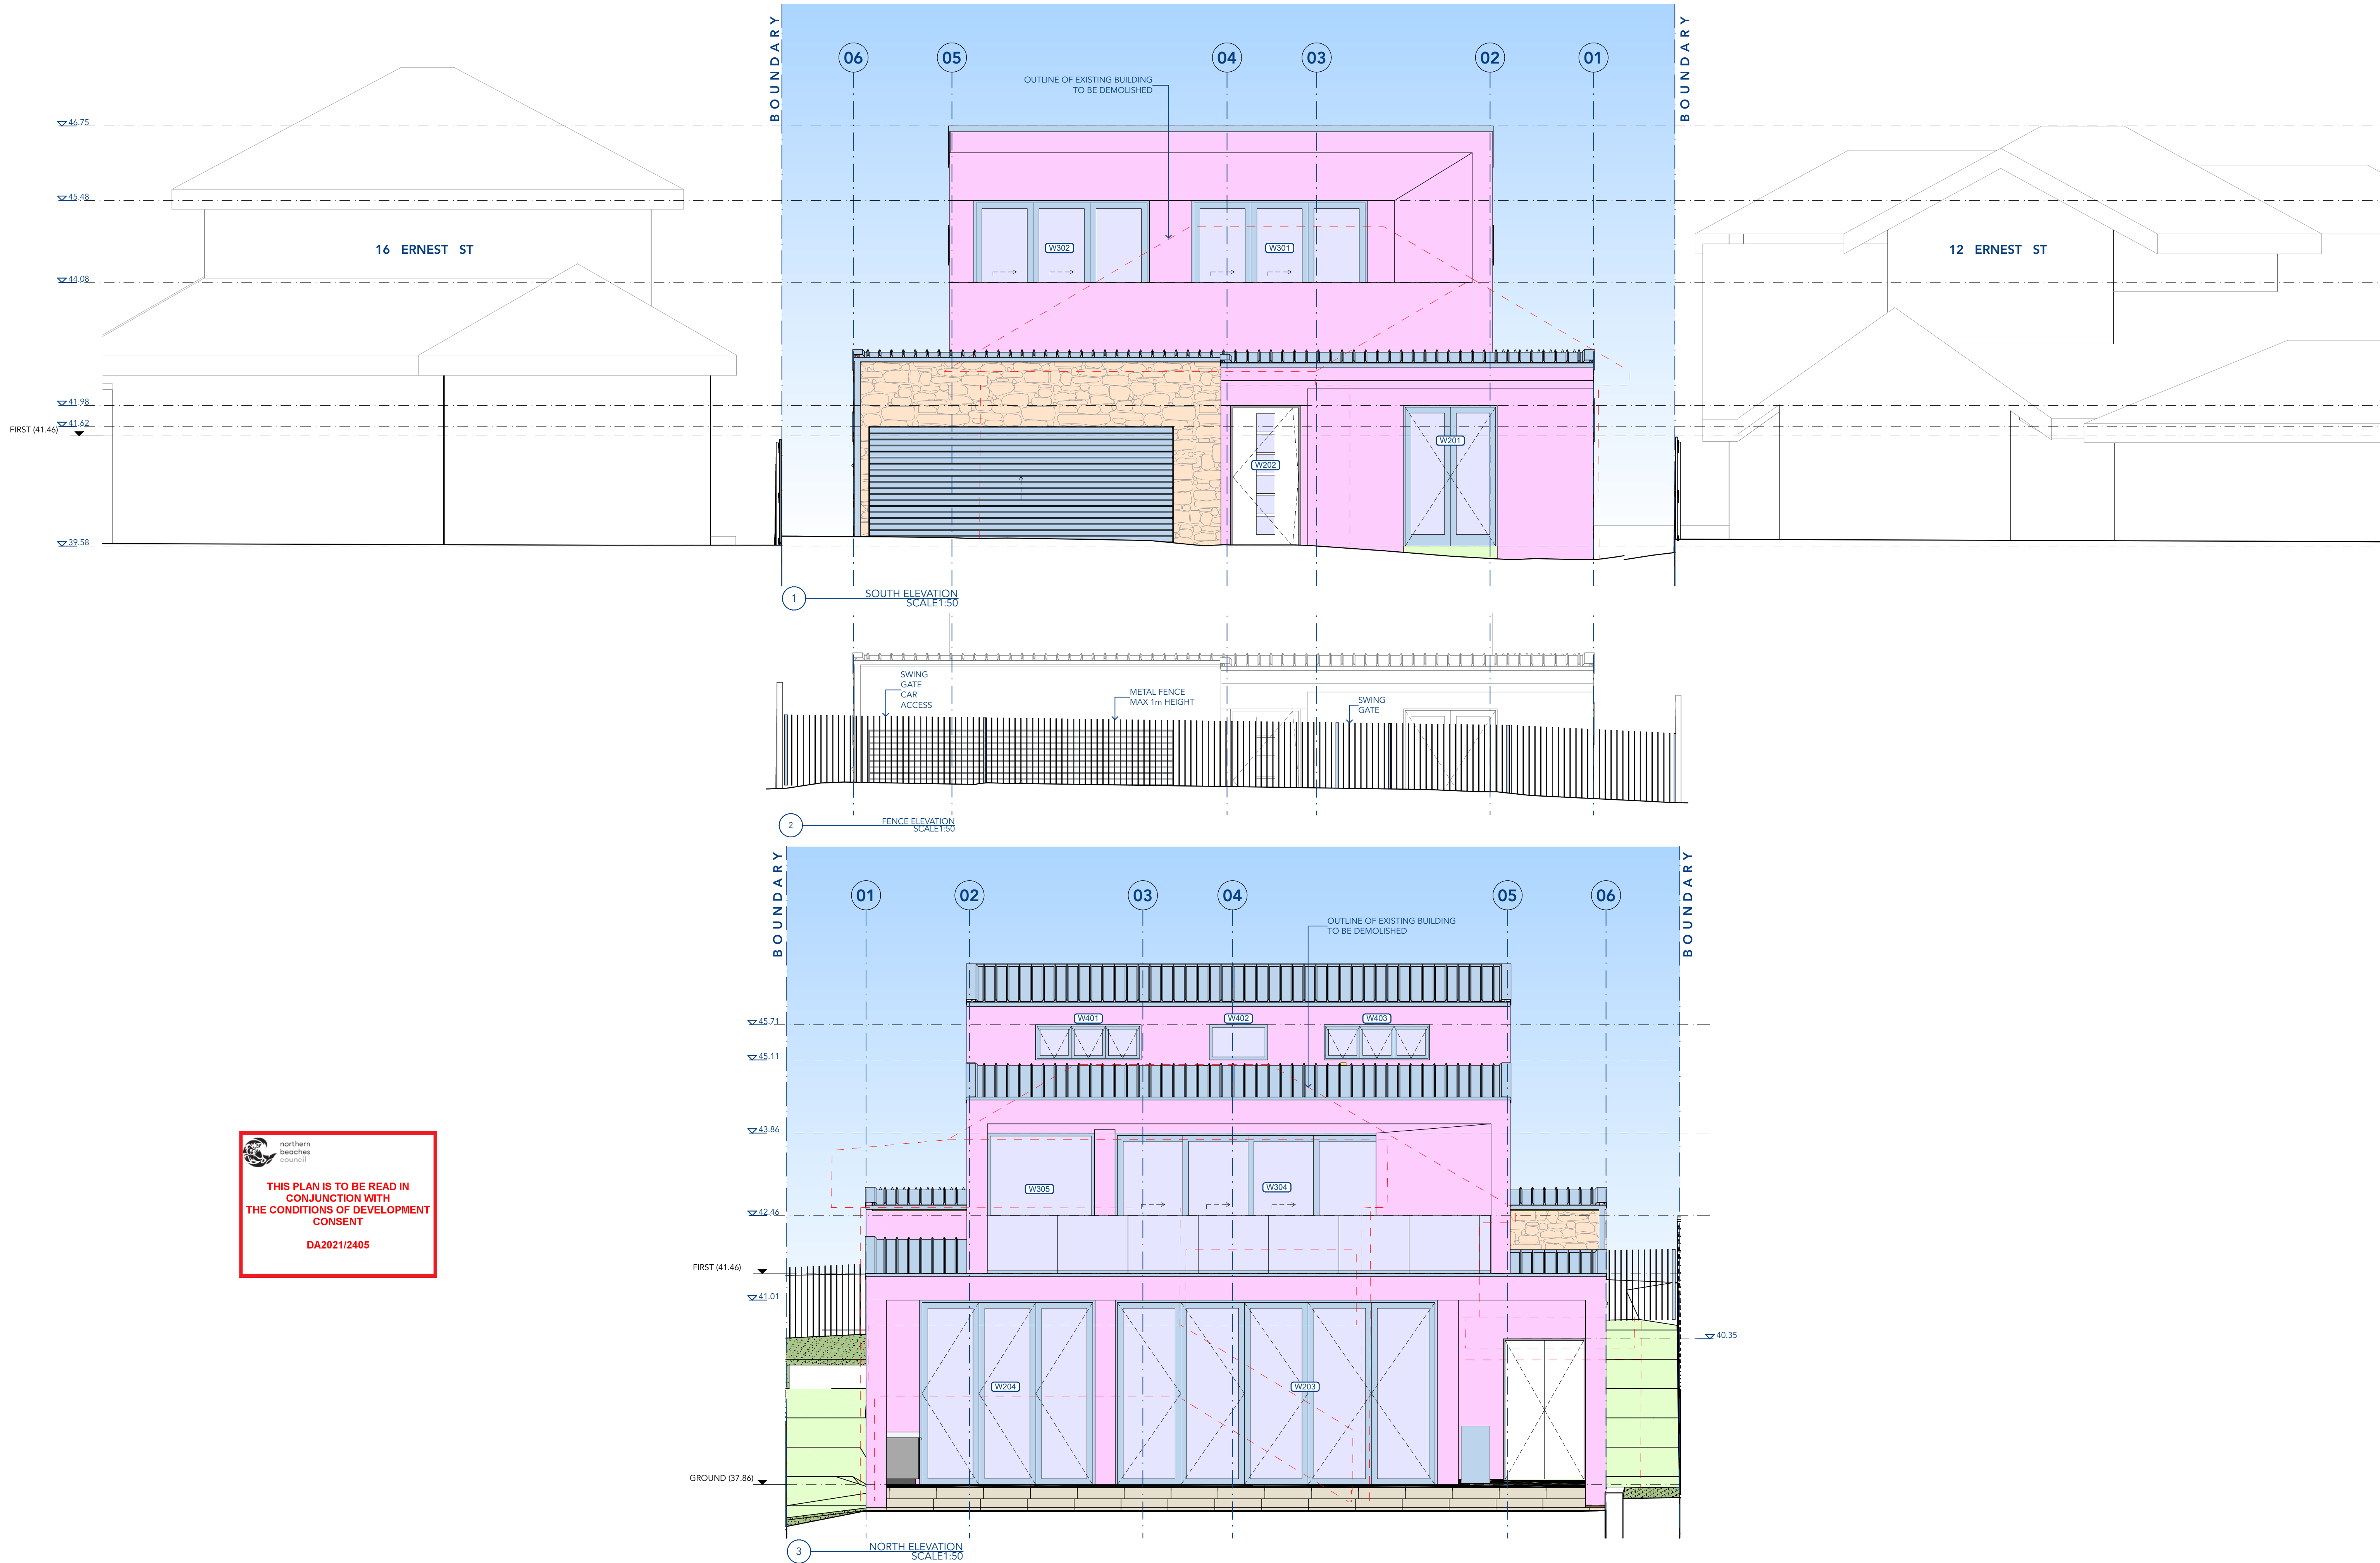 BOUNDARY
BOUNDARY
06
05
04
03
02
01
OUTLINE OF EXISTING BUILDING
TO BE DEMOLISHED
46.75
45.48
44.08
41.98
41.62
FIRST (41.46)
39.58
16 ERNEST ST
12 ERNEST ST
W302
W301
W202
W201
1
SOUTH ELEVATION
SCALE1:50
SWING
GATE
CAR
ACCESS
METAL FENCE
MAX 1m HEIGHT
SWING
GATE
2
FENCE ELEVATION
SCALE1:50
BOUNDARY
BOUNDARY
01
02
03
04
05
06
OUTLINE OF EXISTING BUILDING
TO BE DEMOLISHED
45.71
45.11
43.86
42.46
FIRST (41.46)
41.01
40.35
GROUND (37.86)
W401
W402
W403
W305
W304
W204
W203
3
NORTH ELEVATION
SCALE1:50
northern
beaches
council
THIS PLAN IS TO BE READ IN
CONJUNCTION WITH
THE CONDITIONS OF DEVELOPMENT
CONSENT
DA2021/2405